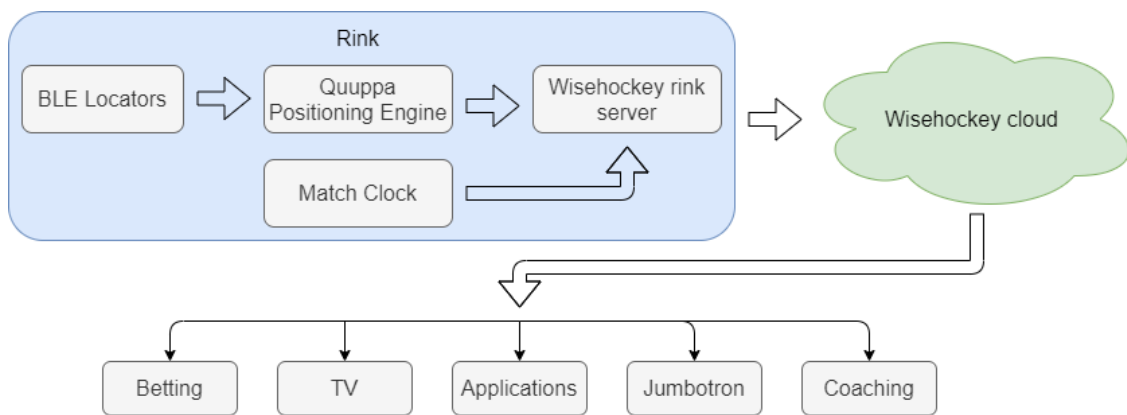 Rink
BLE Locators
Quuppa
Positioning Engine
Wisehockey rink
server
Wisehockey cloud
Match Clock
Betting
TV
Applications
Jumbotron
Coaching